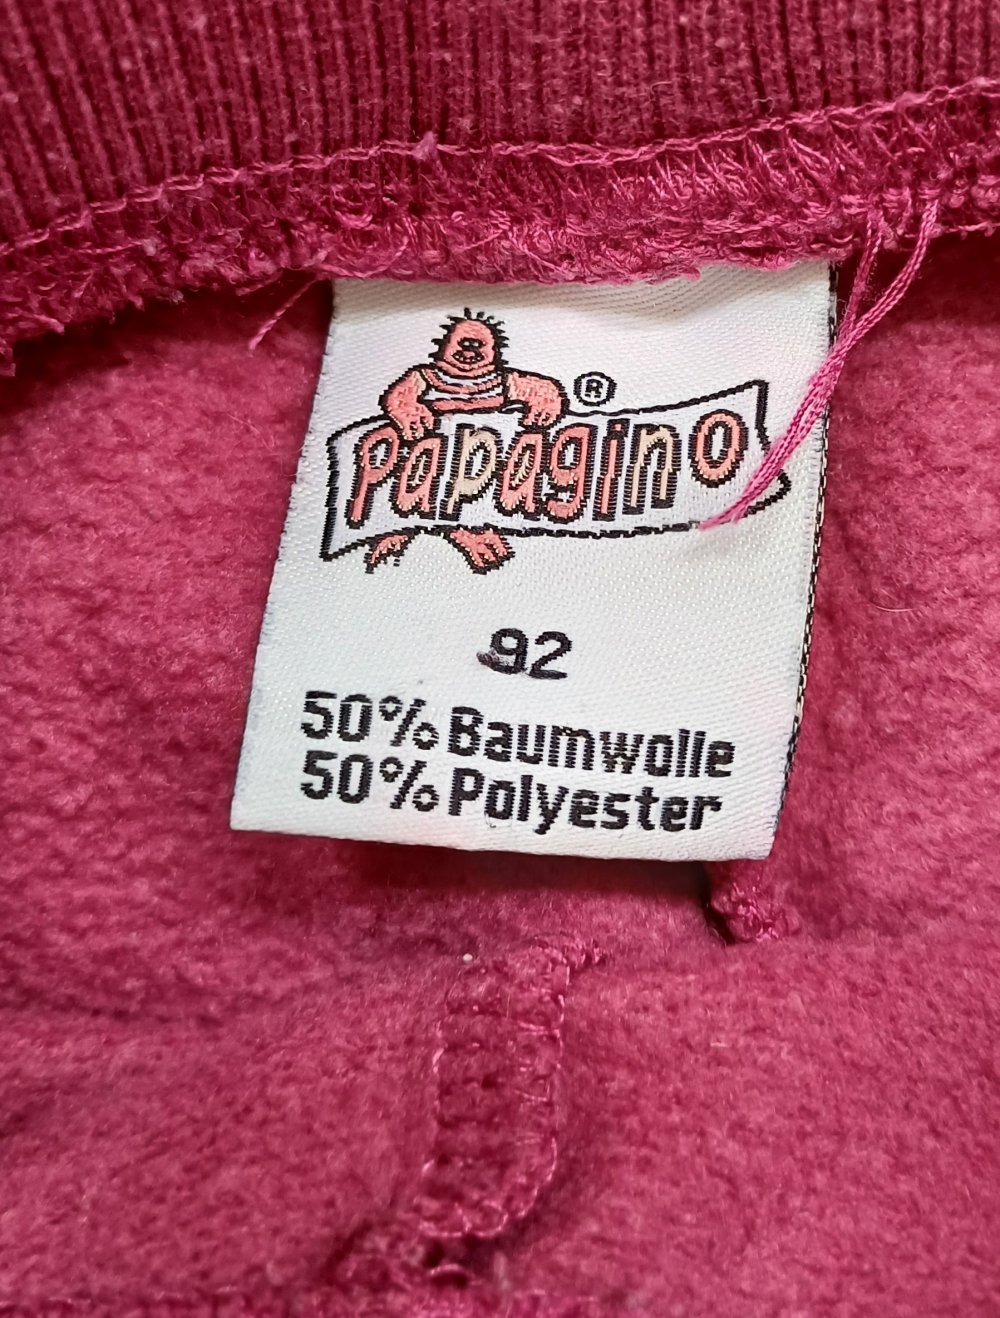 Papagino®
92
50% Baumwolle
50% Polyester